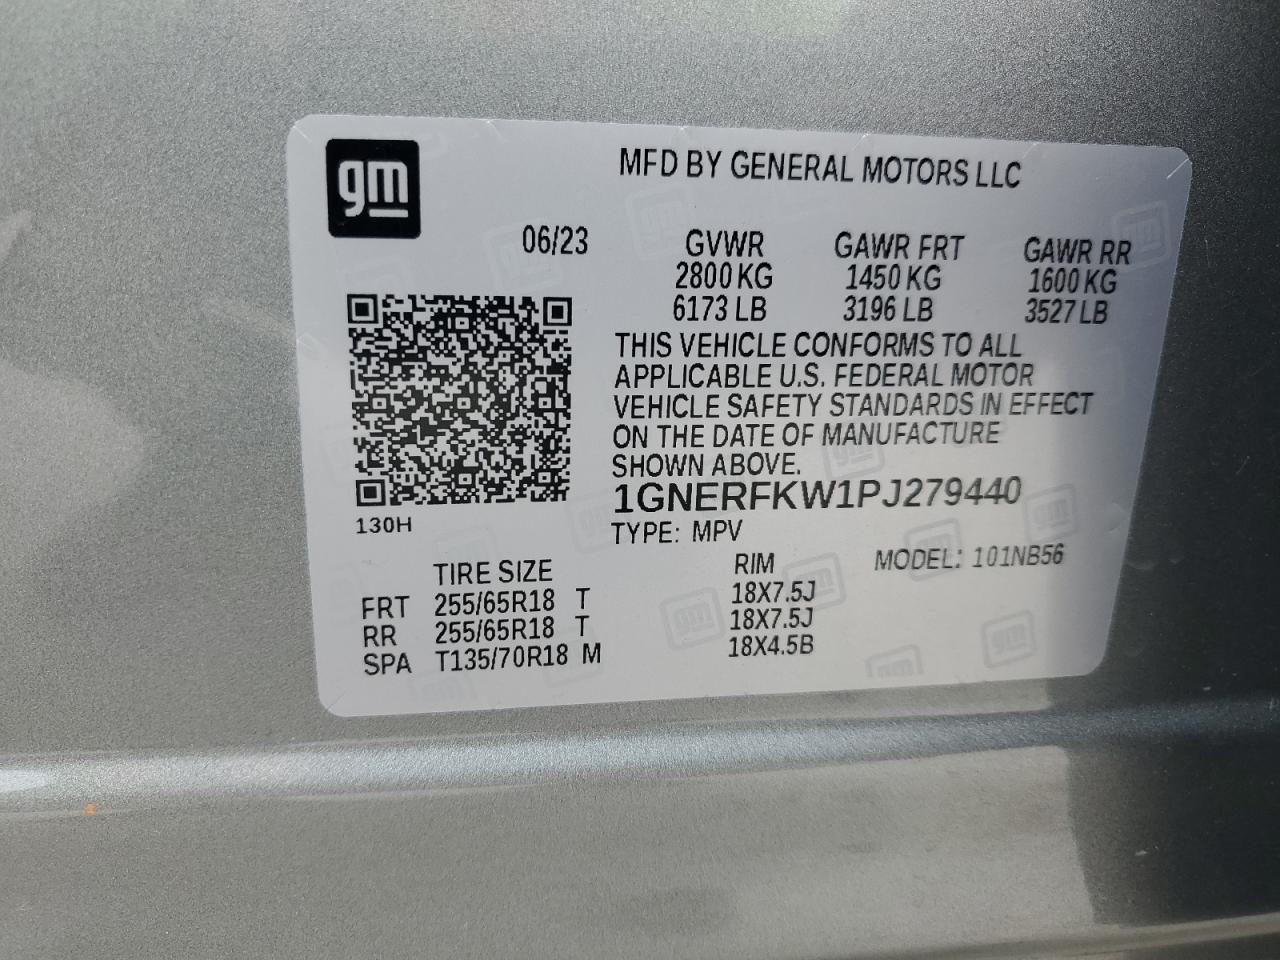 gm
MFD BY GENERAL MOTORS LLC
06/23 GVWR GAWR FRT GAWR RR
2800 KG 1450 KG 1600 KG
6173 LB 3196 LB 3527 LB
THIS VEHICLE CONFORMS TO ALL
APPLICABLE U.S. FEDERAL MOTOR
VEHICLE SAFETY STANDARDS IN EFFECT
ON THE DATE OF MANUFACTURE
SHOWN ABOVE.
1GNERFKW1PJ279440
130H
TYPE: MPV
MODEL: 101NB56
TIRE SIZE RIM
FRT 255/65R18 T 18X7.5J
RR 255/65R18 T 18X7.5J
SPA T135/70R18 M 18X4.5B